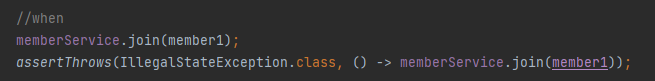 //when
memberService.join(member1);
assertThrows(IllegalStateException.class, () -> memberService.join(member1));